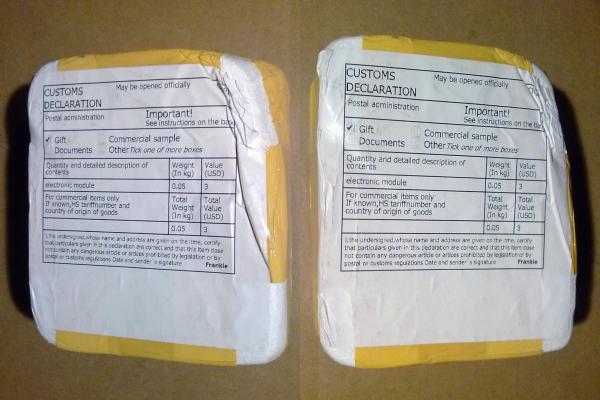 CUSTOMS
DECLARATION
May be opened officially
Postal administration
Important!
See instructions on the
✓ Gift
Commercial sample
Documents
Other Tick one of more boxes
Quantity and detailed description of
contents
Weight
(In kg)
Value
(USD)
electronic module
0.05
3
For commercial items only
If known,HS tariffnumber and
country of origin of goods
Total
Weight
(In kg)
Total
Value
(USD)
0.05
3
I,the undersigned,whose name and address are given on the item, certify
that particulars given in this declaration are correct and that this item dose
not contain any dangerous article or articles prohibited by legislation or by
postal or customs regulations Date and sender's signature
Frankie
CUSTOMS
DECLARATION
May be opened officially
Postal administration
Important!
See instructions on the
✓ Gift
Commercial sample
Documents
Other Tick one of more boxes
Quantity and detailed description of
contents
Weight
(In kg)
Value
(USD)
electronic module
0.05
3
For commercial items only
If known,HS tariffnumber and
country of origin of goods
Total
Weight
(In kg)
Total
Value
(USD)
0.05
3
I,the undersigned,whose name and address are given on the item, certify
that particulars given in this declaration are correct and that this item dose
not contain any dangerous article or articles prohibited by legislation or by
postal or customs regulations Date and sender's signature
Frankie